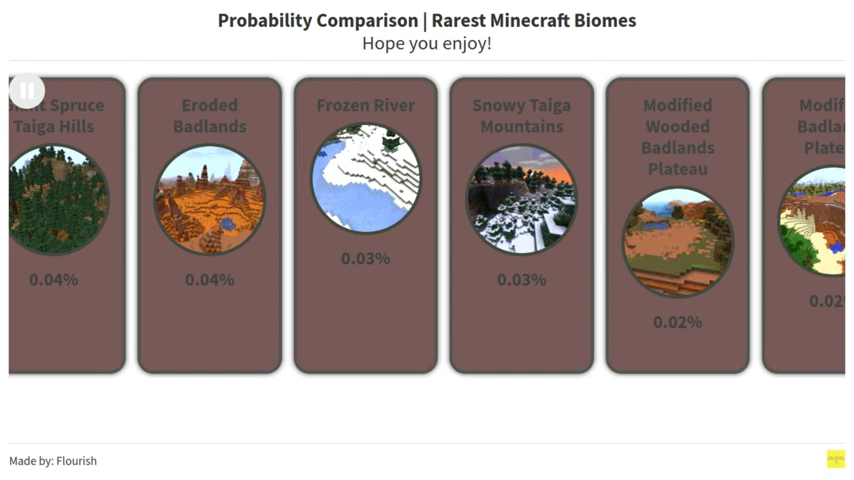 Probability Comparison | Rarest Minecraft Biomes
Hope you enjoy!
Spruce
Taiga Hills
0.04%
Eroded
Badlands
0.04%
Frozen River
0.03%
Snowy Taiga
Mountains
0.03%
Modified
Wooded
Badlands
Plateau
0.02%
Made by: Flourish